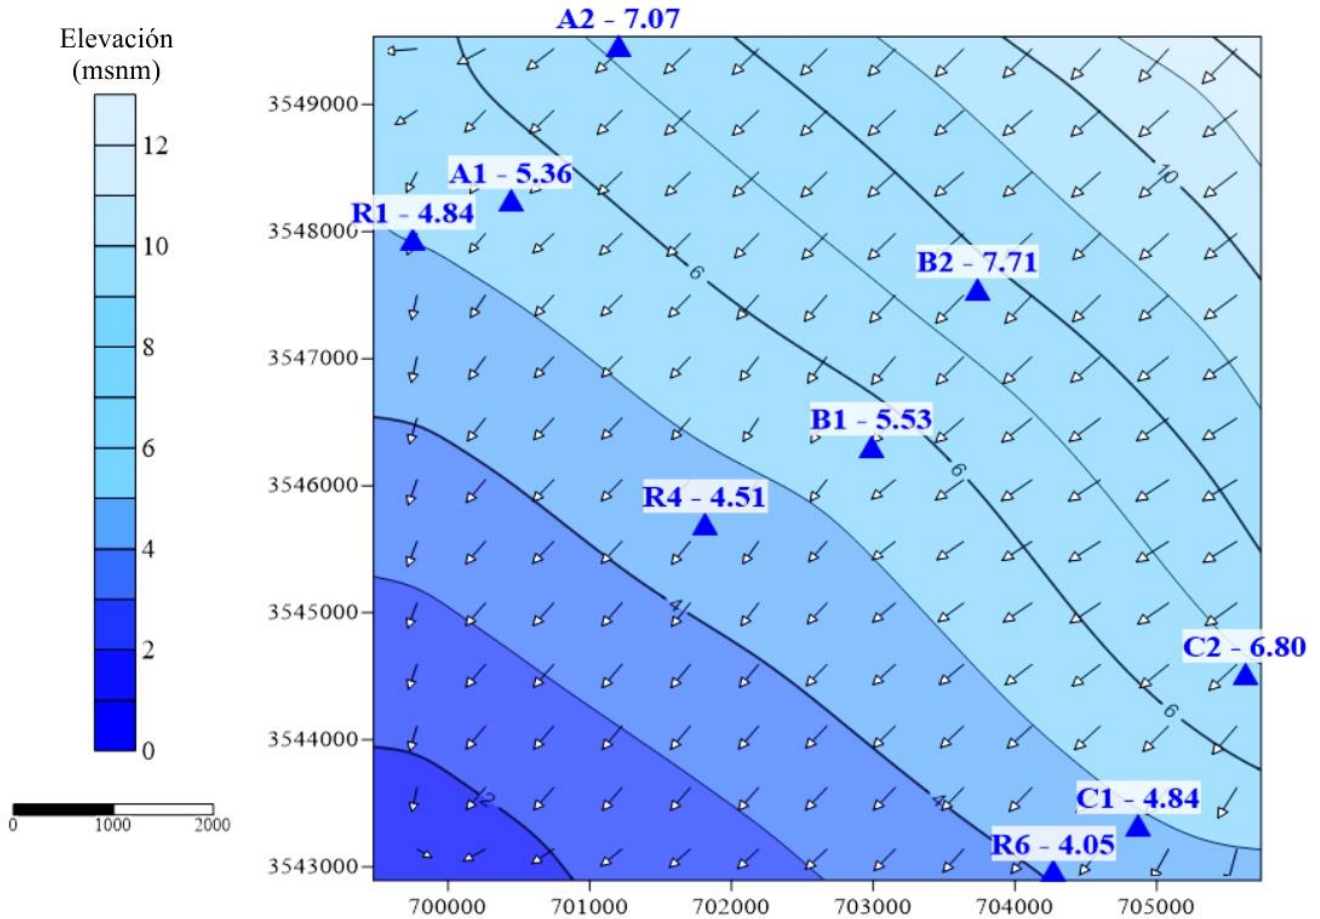 Elevación
(msnm)
12
10
8
6
4
2
0
0 1000 2000
A2 - 7.07
3549000
A1 - 5.36
10
R1 - 4.84
3548000
B2 - 7.71
6
3547000
B1 - 5.53
6
R4 - 4.51
3546000
4
3545000
C2 - 6.80
6
3544000
2
4
C1 - 4.84
R6 - 4.05
3543000
700000 701000 702000 703000 704000 705000